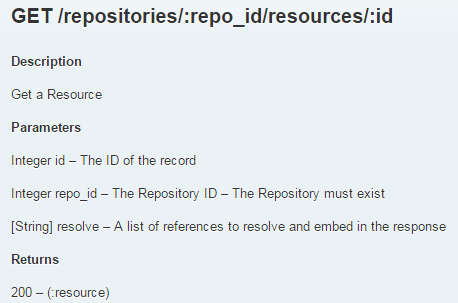 GET /repositories/:repo_id/resources/:id
Description
Get a Resource
Parameters
Integer id – The ID of the record
Integer repo_id – The Repository ID – The Repository must exist
[String] resolve – A list of references to resolve and embed in the response
Returns
200 – (:resource)